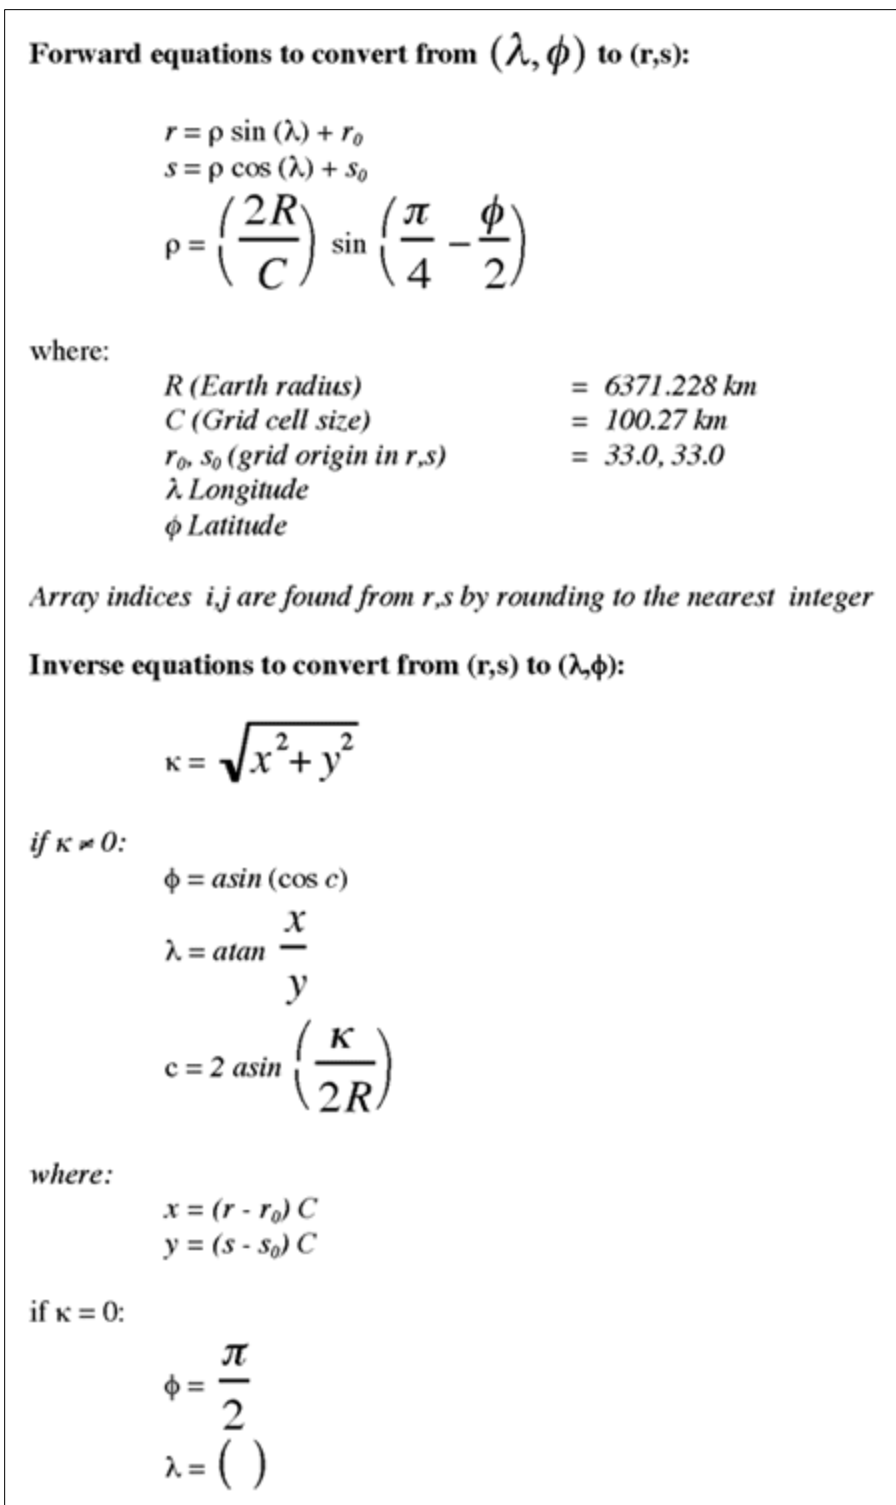 Forward equations to convert from (λ, ϕ) to (r,s):
r = ρ sin (λ) + r₀
s = ρ cos (λ) + s₀
ρ = (2R/C) sin (π/4 − ϕ/2)
where:
R (Earth radius) = 6371.228 km
C (Grid cell size) = 100.27 km
r₀, s₀ (grid origin in r,s) = 33.0, 33.0
λ Longitude
ϕ Latitude
Array indices i,j are found from r,s by rounding to the nearest integer
Inverse equations to convert from (r,s) to (λ,ϕ):
κ = √(x² + y²)
if κ ≠ 0:
ϕ = asin (cos c)
λ = atan x/y
c = 2 asin (κ/2R)
where:
x = (r - r₀) C
y = (s - s₀) C
if κ = 0:
ϕ = π/2
λ = ( )